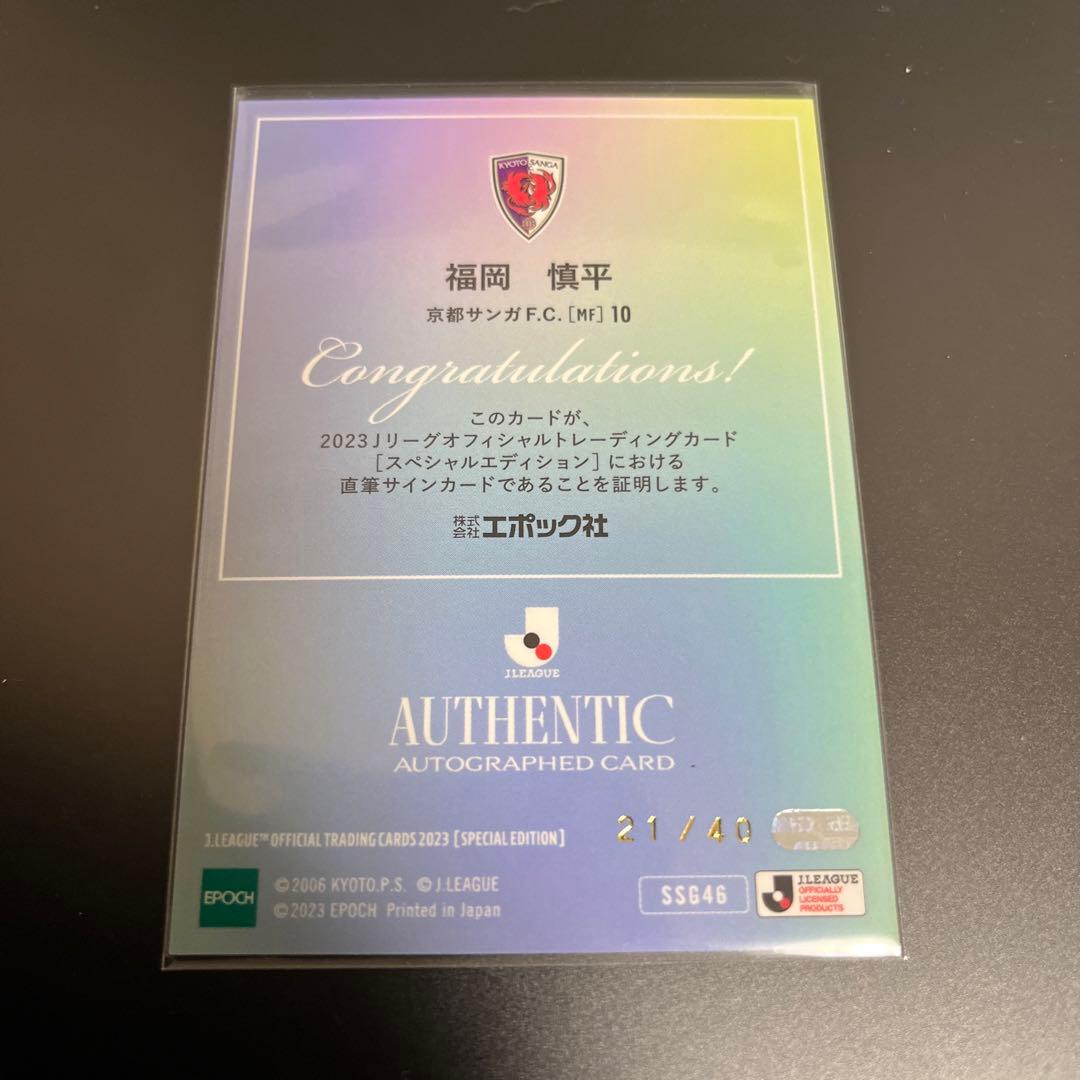 KYOTO SANGA
福岡 慎平
京都サンガF.C. [MF] 10
Congratulations!
このカードが、
2023Jリーグオフィシャルトレーディングカード
[スペシャルエディション]における
直筆サインカードであることを証明します。
株式会社エポック社
J.LEAGUE
AUTHENTIC
AUTOGRAPHED CARD
21/40
J.LEAGUE™ OFFICIAL TRADING CARDS 2023 [SPECIAL EDITION]
EPOCH
©2006 KYOTO.P.S. ©J.LEAGUE
©2023 EPOCH Printed in Japan
SSG46
J.LEAGUE
OFFICIALLY
LICENSED
PRODUCTS